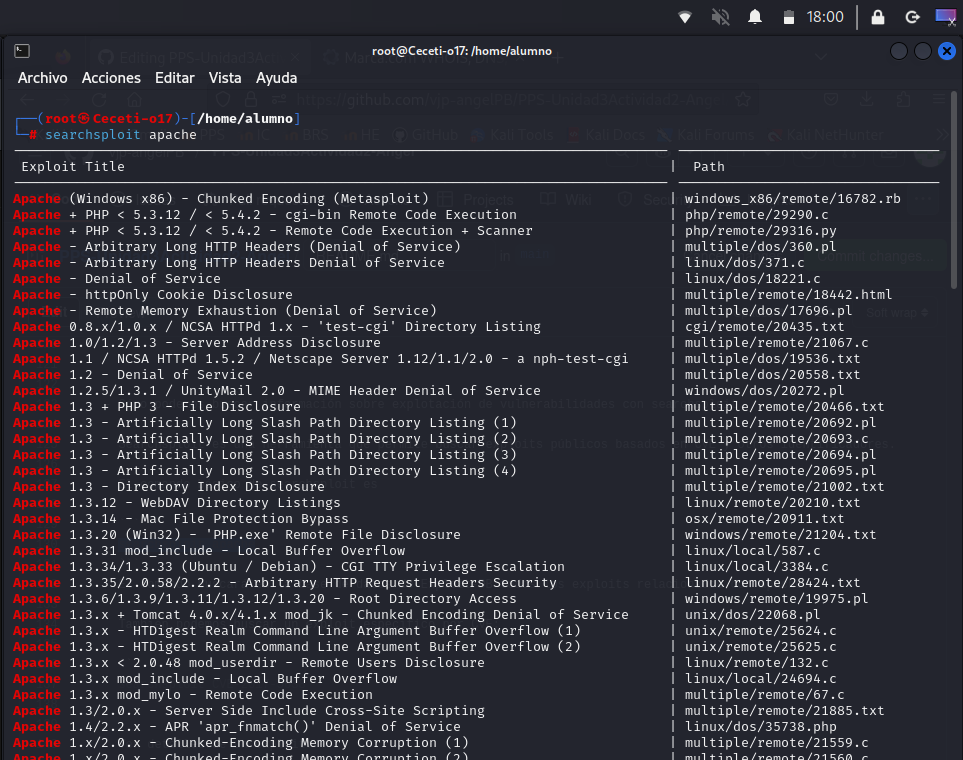 18:00
root@Ceceti-o17: /home/alumno
Archivo Acciones Editar Vista Ayuda
(root㉿Ceceti-o17)-[/home/alumno]
# searchsploit apache
Exploit Title | Path
Apache (Windows x86) - Chunked Encoding (Metasploit) | windows_x86/remote/16782.rb
Apache + PHP < 5.3.12 / < 5.4.2 - cgi-bin Remote Code Execution | php/remote/29290.c
Apache + PHP < 5.3.12 / < 5.4.2 - Remote Code Execution + Scanner | php/remote/29316.py
Apache - Arbitrary Long HTTP Headers (Denial of Service) | multiple/dos/360.pl
Apache - Arbitrary Long HTTP Headers Denial of Service | linux/dos/371.c
Apache - Denial of Service | linux/dos/18221.c
Apache - httpOnly Cookie Disclosure | multiple/remote/18442.html
Apache - Remote Memory Exhaustion (Denial of Service) | multiple/dos/17696.pl
Apache 0.8.x/1.0.x / NCSA HTTPd 1.x - 'test-cgi' Directory Listing | cgi/remote/20435.txt
Apache 1.0/1.2/1.3 - Server Address Disclosure | multiple/remote/21067.c
Apache 1.1 / NCSA HTTPd 1.5.2 / Netscape Server 1.12/1.1/2.0 - a nph-test-cgi | multiple/dos/19536.txt
Apache 1.2 - Denial of Service | multiple/dos/20558.txt
Apache 1.2.5/1.3.1 / UnityMail 2.0 - MIME Header Denial of Service | windows/dos/20272.pl
Apache 1.3 + PHP 3 - File Disclosure | multiple/remote/20466.txt
Apache 1.3 - Artificially Long Slash Path Directory Listing (1) | multiple/remote/20692.pl
Apache 1.3 - Artificially Long Slash Path Directory Listing (2) | multiple/remote/20693.c
Apache 1.3 - Artificially Long Slash Path Directory Listing (3) | multiple/remote/20694.pl
Apache 1.3 - Artificially Long Slash Path Directory Listing (4) | multiple/remote/20695.pl
Apache 1.3 - Directory Index Disclosure | multiple/remote/21002.txt
Apache 1.3.12 - WebDAV Directory Listings | linux/remote/20210.txt
Apache 1.3.14 - Mac File Protection Bypass | osx/remote/20911.txt
Apache 1.3.20 (Win32) - 'PHP.exe' Remote File Disclosure | windows/remote/21204.txt
Apache 1.3.31 mod_include - Local Buffer Overflow | linux/local/587.c
Apache 1.3.34/1.3.33 (Ubuntu / Debian) - CGI TTY Privilege Escalation | linux/local/3384.c
Apache 1.3.35/2.0.58/2.2.2 - Arbitrary HTTP Request Headers Security | linux/remote/28424.txt
Apache 1.3.6/1.3.9/1.3.11/1.3.12/1.3.20 - Root Directory Access | windows/remote/19975.pl
Apache 1.3.x + Tomcat 4.0.x/4.1.x mod_jk - Chunked Encoding Denial of Service | unix/dos/22068.pl
Apache 1.3.x - HTDigest Realm Command Line Argument Buffer Overflow (1) | unix/remote/25624.c
Apache 1.3.x - HTDigest Realm Command Line Argument Buffer Overflow (2) | unix/remote/25625.c
Apache 1.3.x < 2.0.48 mod_userdir - Remote Users Disclosure | linux/remote/132.c
Apache 1.3.x mod_include - Local Buffer Overflow | linux/local/24694.c
Apache 1.3.x mod_mylo - Remote Code Execution | multiple/remote/67.c
Apache 1.3/2.0.x - Server Side Include Cross-Site Scripting | multiple/remote/21885.txt
Apache 1.4/2.2.x - APR 'apr_fnmatch()' Denial of Service | linux/dos/35738.php
Apache 1.x/2.0.x - Chunked-Encoding Memory Corruption (1) | multiple/remote/21559.c
Apache 1.x/2.0.x - Chunked-Encoding Memory Corruption (2) | multiple/remote/21560.c